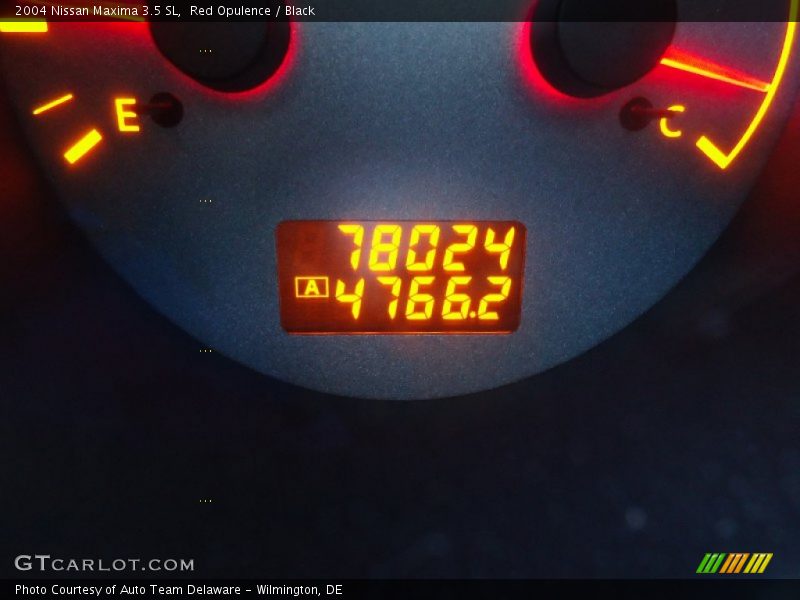 2004 Nissan Maxima 3.5 SL,  Red Opulence / Black
E
C
78024
A 4766.2
GTCARLOT.COM
Photo Courtesy of Auto Team Delaware - Wilmington, DE